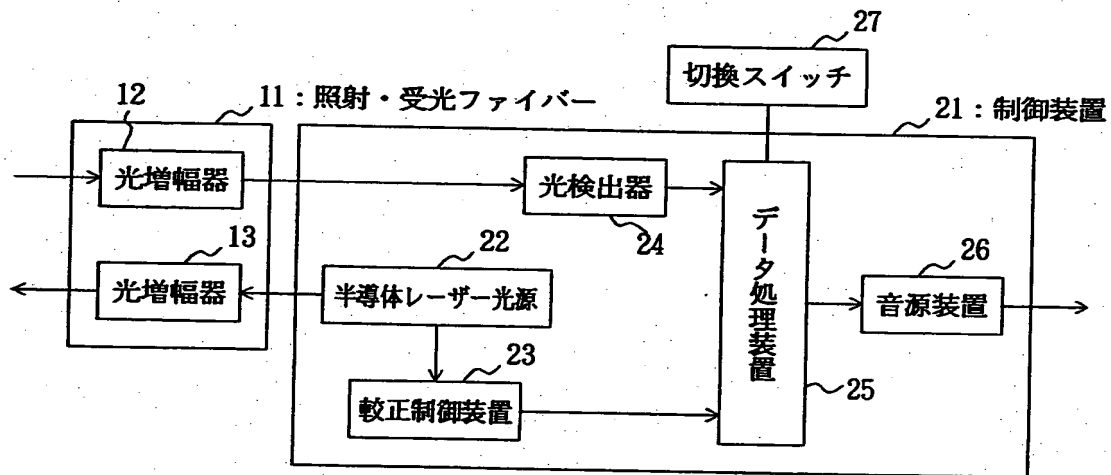 27
切換スイッチ
12
11：照射・受光ファイバー
21：制御装置
光増幅器
光検出器
24
データ処理装置
13
光増幅器
22
半導体レーザー光源
26
音源装置
23
較正制御装置
25